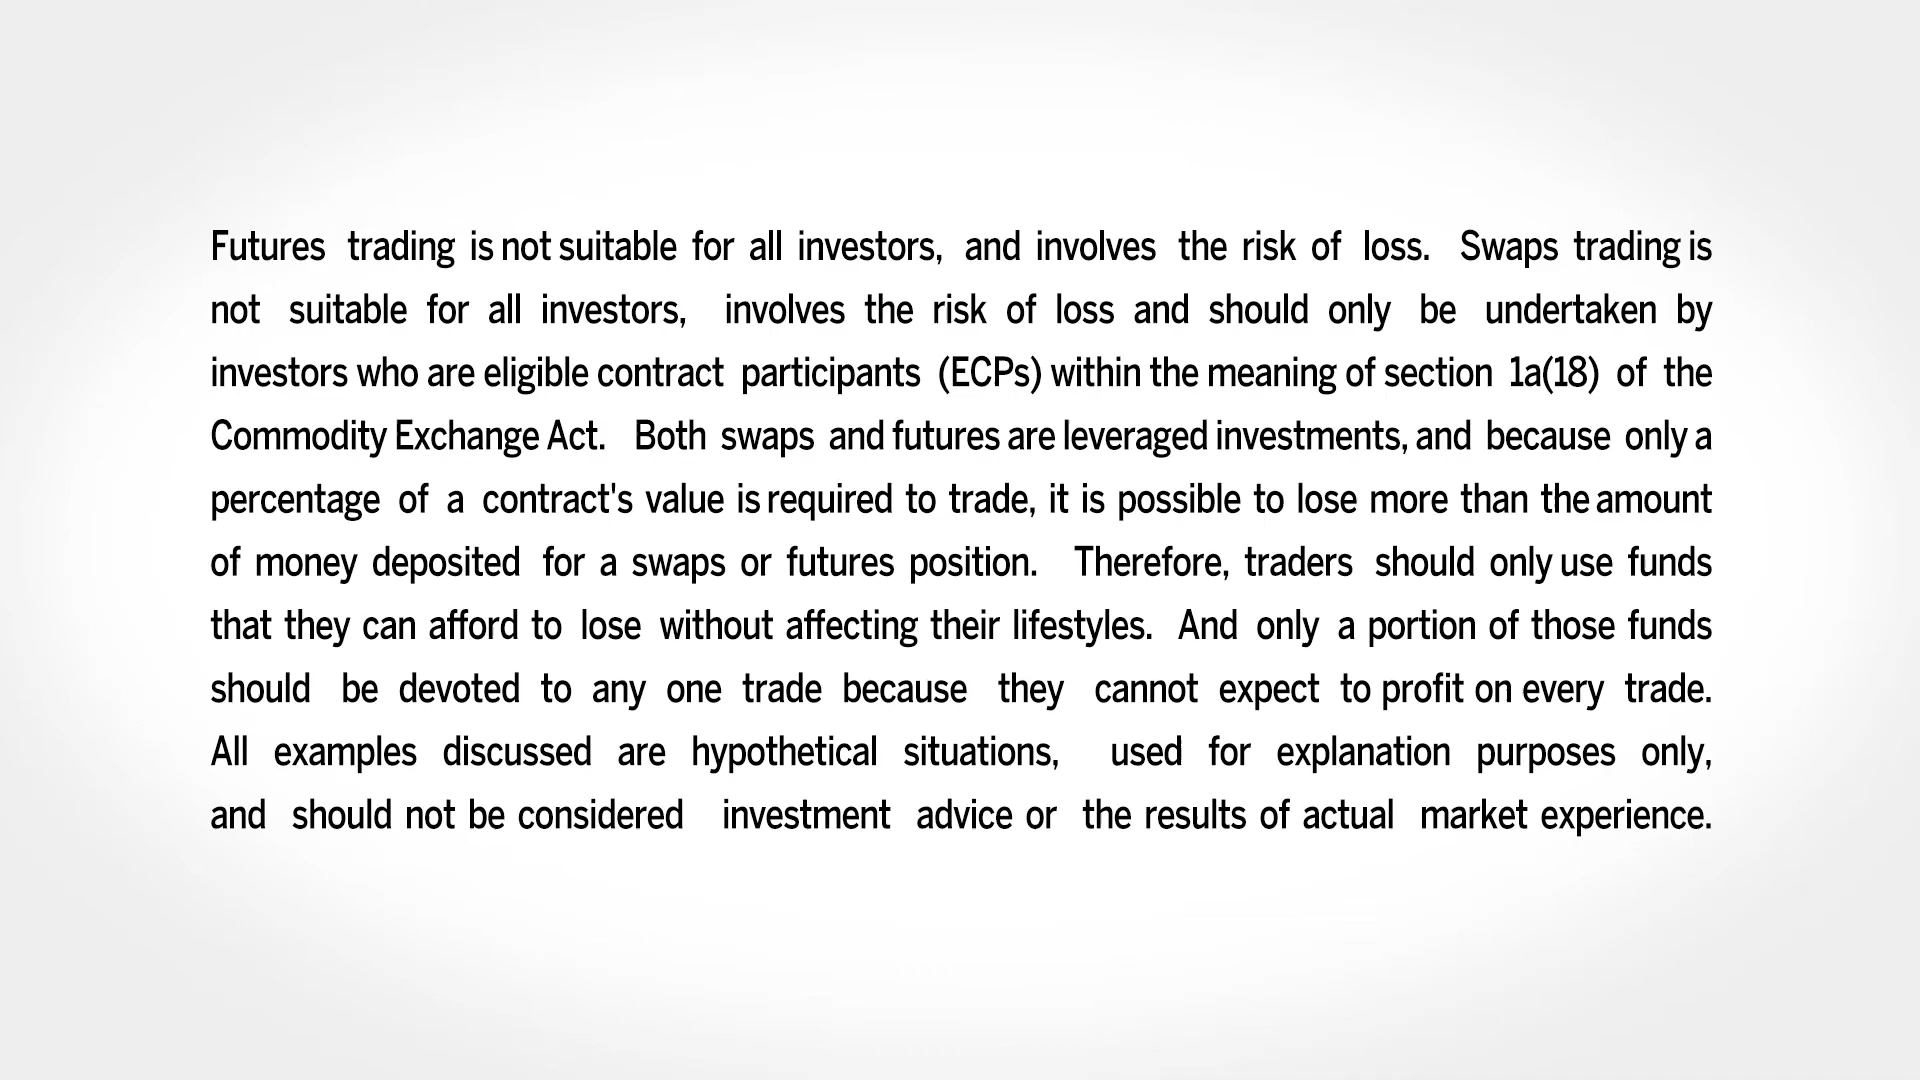 Futures trading is not suitable for all investors, and involves the risk of loss. Swaps trading is
not suitable for all investors, involves the risk of loss and should only be undertaken by
investors who are eligible contract participants (ECPs) within the meaning of section 1a(18) of the
Commodity Exchange Act. Both swaps and futures are leveraged investments, and because only a
percentage of a contract's value is required to trade, it is possible to lose more than the amount
of money deposited for a swaps or futures position. Therefore, traders should only use funds
that they can afford to lose without affecting their lifestyles. And only a portion of those funds
should be devoted to any one trade because they cannot expect to profit on every trade.
All examples discussed are hypothetical situations, used for explanation purposes only,
and should not be considered investment advice or the results of actual market experience.